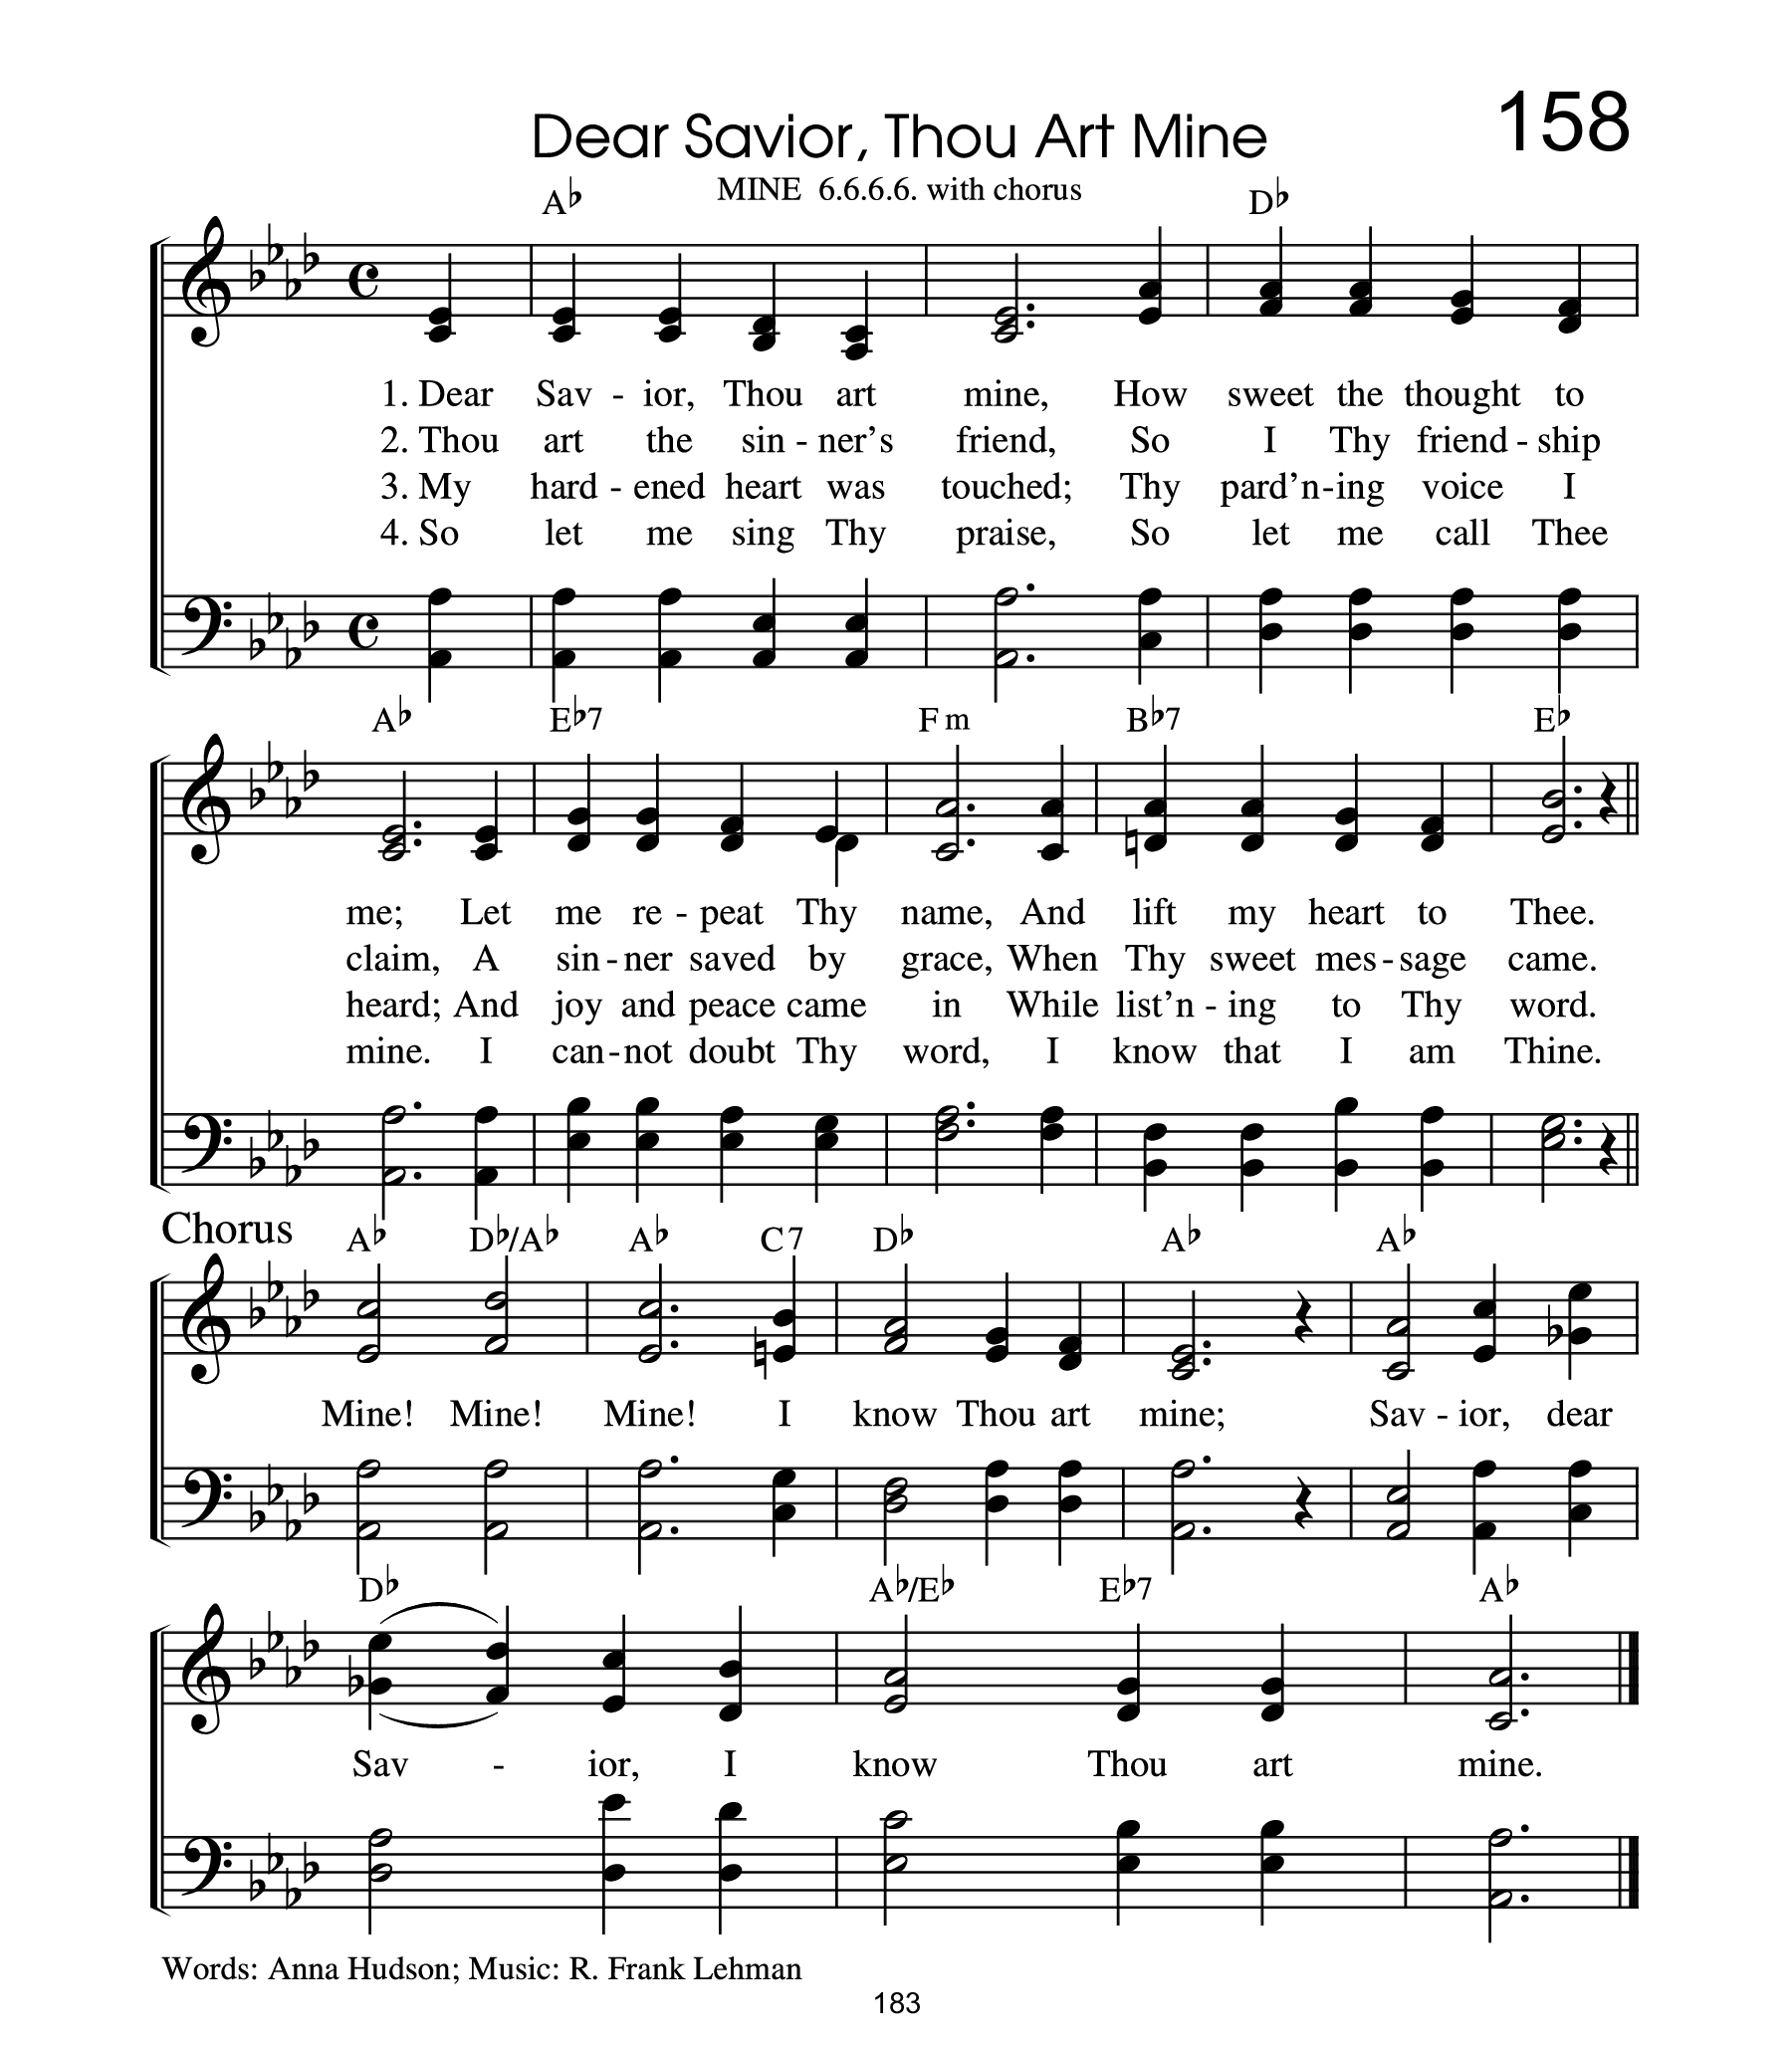 158
Dear Savior, Thou Art Mine
MINE 6.6.6.6. with chorus
A♭ D♭
1. Dear Sav - ior, Thou art mine, How sweet the thought to
2. Thou art the sin - ner's friend, So I Thy friend - ship
3. My hard - ened heart was touched; Thy pard'n - ing voice I
4. So let me sing Thy praise, So let me call Thee
A♭ E♭7 Fm B♭7 E♭
me; Let me re - peat Thy name, And lift my heart to Thee.
claim, A sin - ner saved by grace, When Thy sweet mes - sage came.
heard; And joy and peace came in While list'n - ing to Thy word.
mine. I can - not doubt Thy word, I know that I am Thine.
Chorus
A♭ D♭/A♭ A♭ C7 D♭ A♭ A♭
Mine! Mine! Mine! I know Thou art mine; Sav - ior, dear
D♭ A♭/E♭ E♭7 A♭
Sav - ior, I know Thou art mine.
Words: Anna Hudson; Music: R. Frank Lehman
183